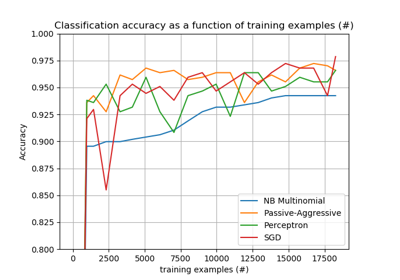 Classification accuracy as a function of training examples (#)
1.000
0.975
0.950
0.925
0.900
0.875
0.850
0.825
0.800
Accuracy
NB Multinomial
Passive-Aggressive
Perceptron
SGD
0 2500 5000 7500 10000 12500 15000 17500
training examples (#)